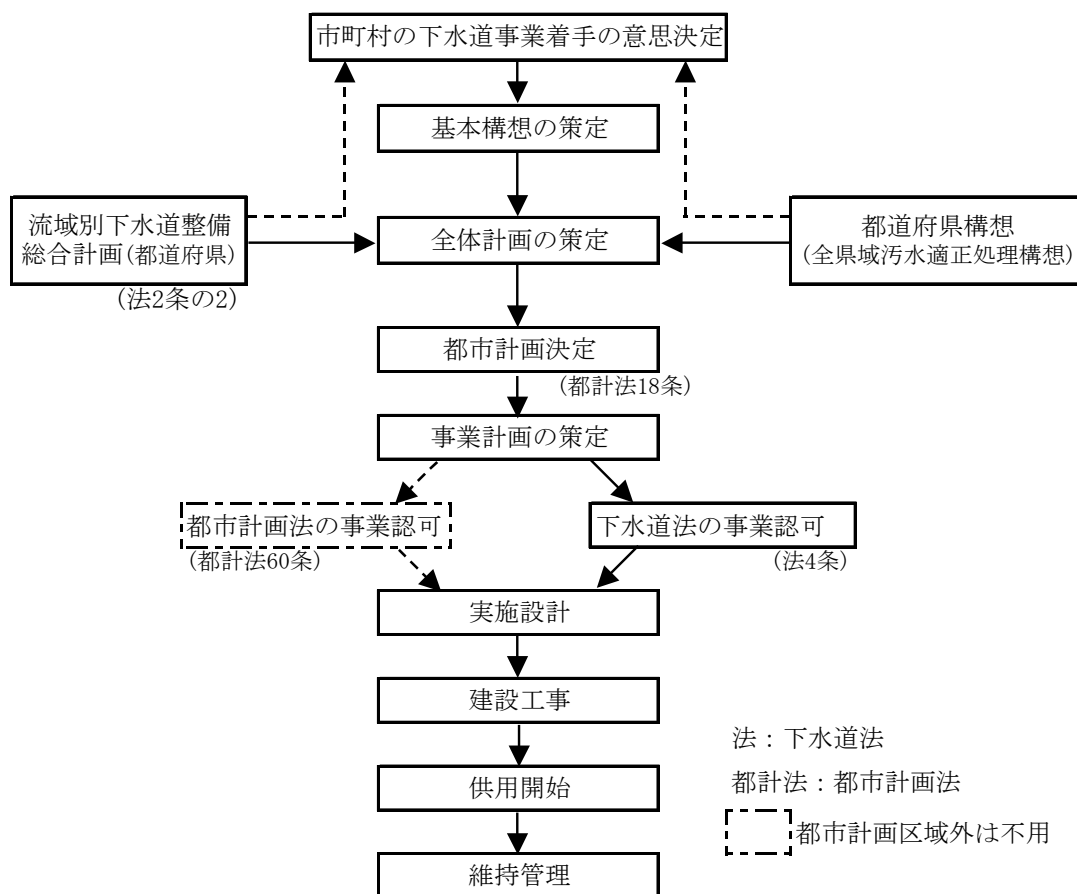 市町村の下水道事業着手の意思決定
基本構想の策定
流域別下水道整備
総合計画(都道府県)
(法2条の2)
全体計画の策定
都道府県構想
(全県域汚水適正処理構想)
都市計画決定
(都計法18条)
事業計画の策定
都市計画法の事業認可
(都計法60条)
下水道法の事業認可
(法4条)
実施設計
建設工事
供用開始
維持管理
法：下水道法
都計法：都市計画法
都市計画区域外は不用